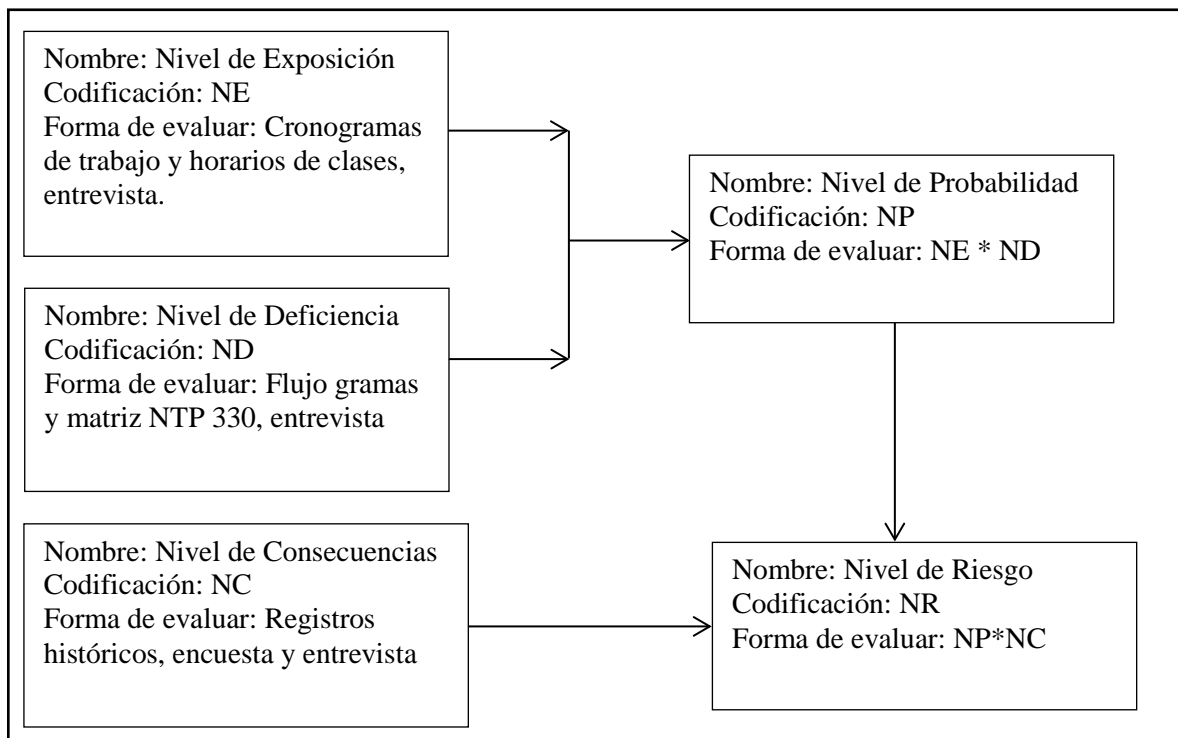 Nombre: Nivel de Exposición
Codificación: NE
Forma de evaluar: Cronogramas
de trabajo y horarios de clases,
entrevista.
Nombre: Nivel de Probabilidad
Codificación: NP
Forma de evaluar: NE * ND
Nombre: Nivel de Deficiencia
Codificación: ND
Forma de evaluar: Flujo gramas
y matriz NTP 330, entrevista
Nombre: Nivel de Consecuencias
Codificación: NC
Forma de evaluar: Registros
históricos, encuesta y entrevista
Nombre: Nivel de Riesgo
Codificación: NR
Forma de evaluar: NP*NC